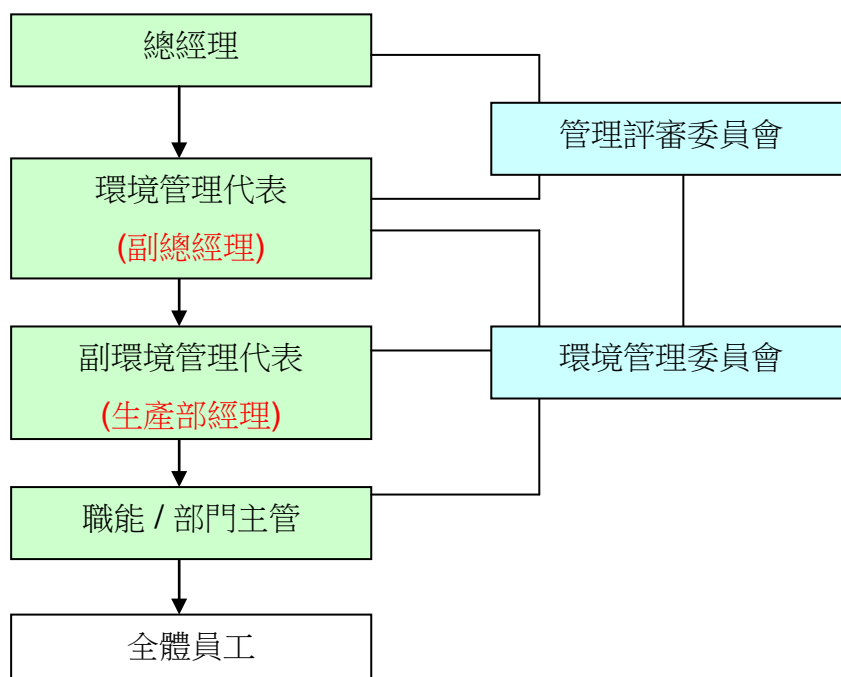 總經理
管理評審委員會
環境管理代表
(副總經理)
副環境管理代表
(生產部經理)
環境管理委員會
職能 / 部門主管
全體員工